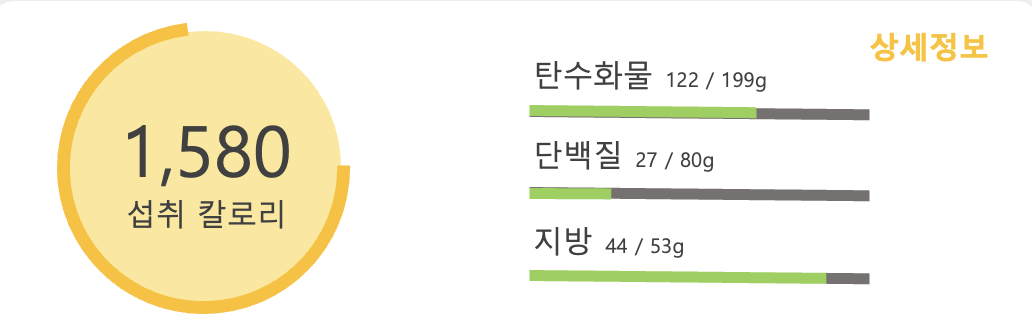 상세정보
1,580
섭취 칼로리
탄수화물 122 / 199g
단백질 27 / 80g
지방 44 / 53g